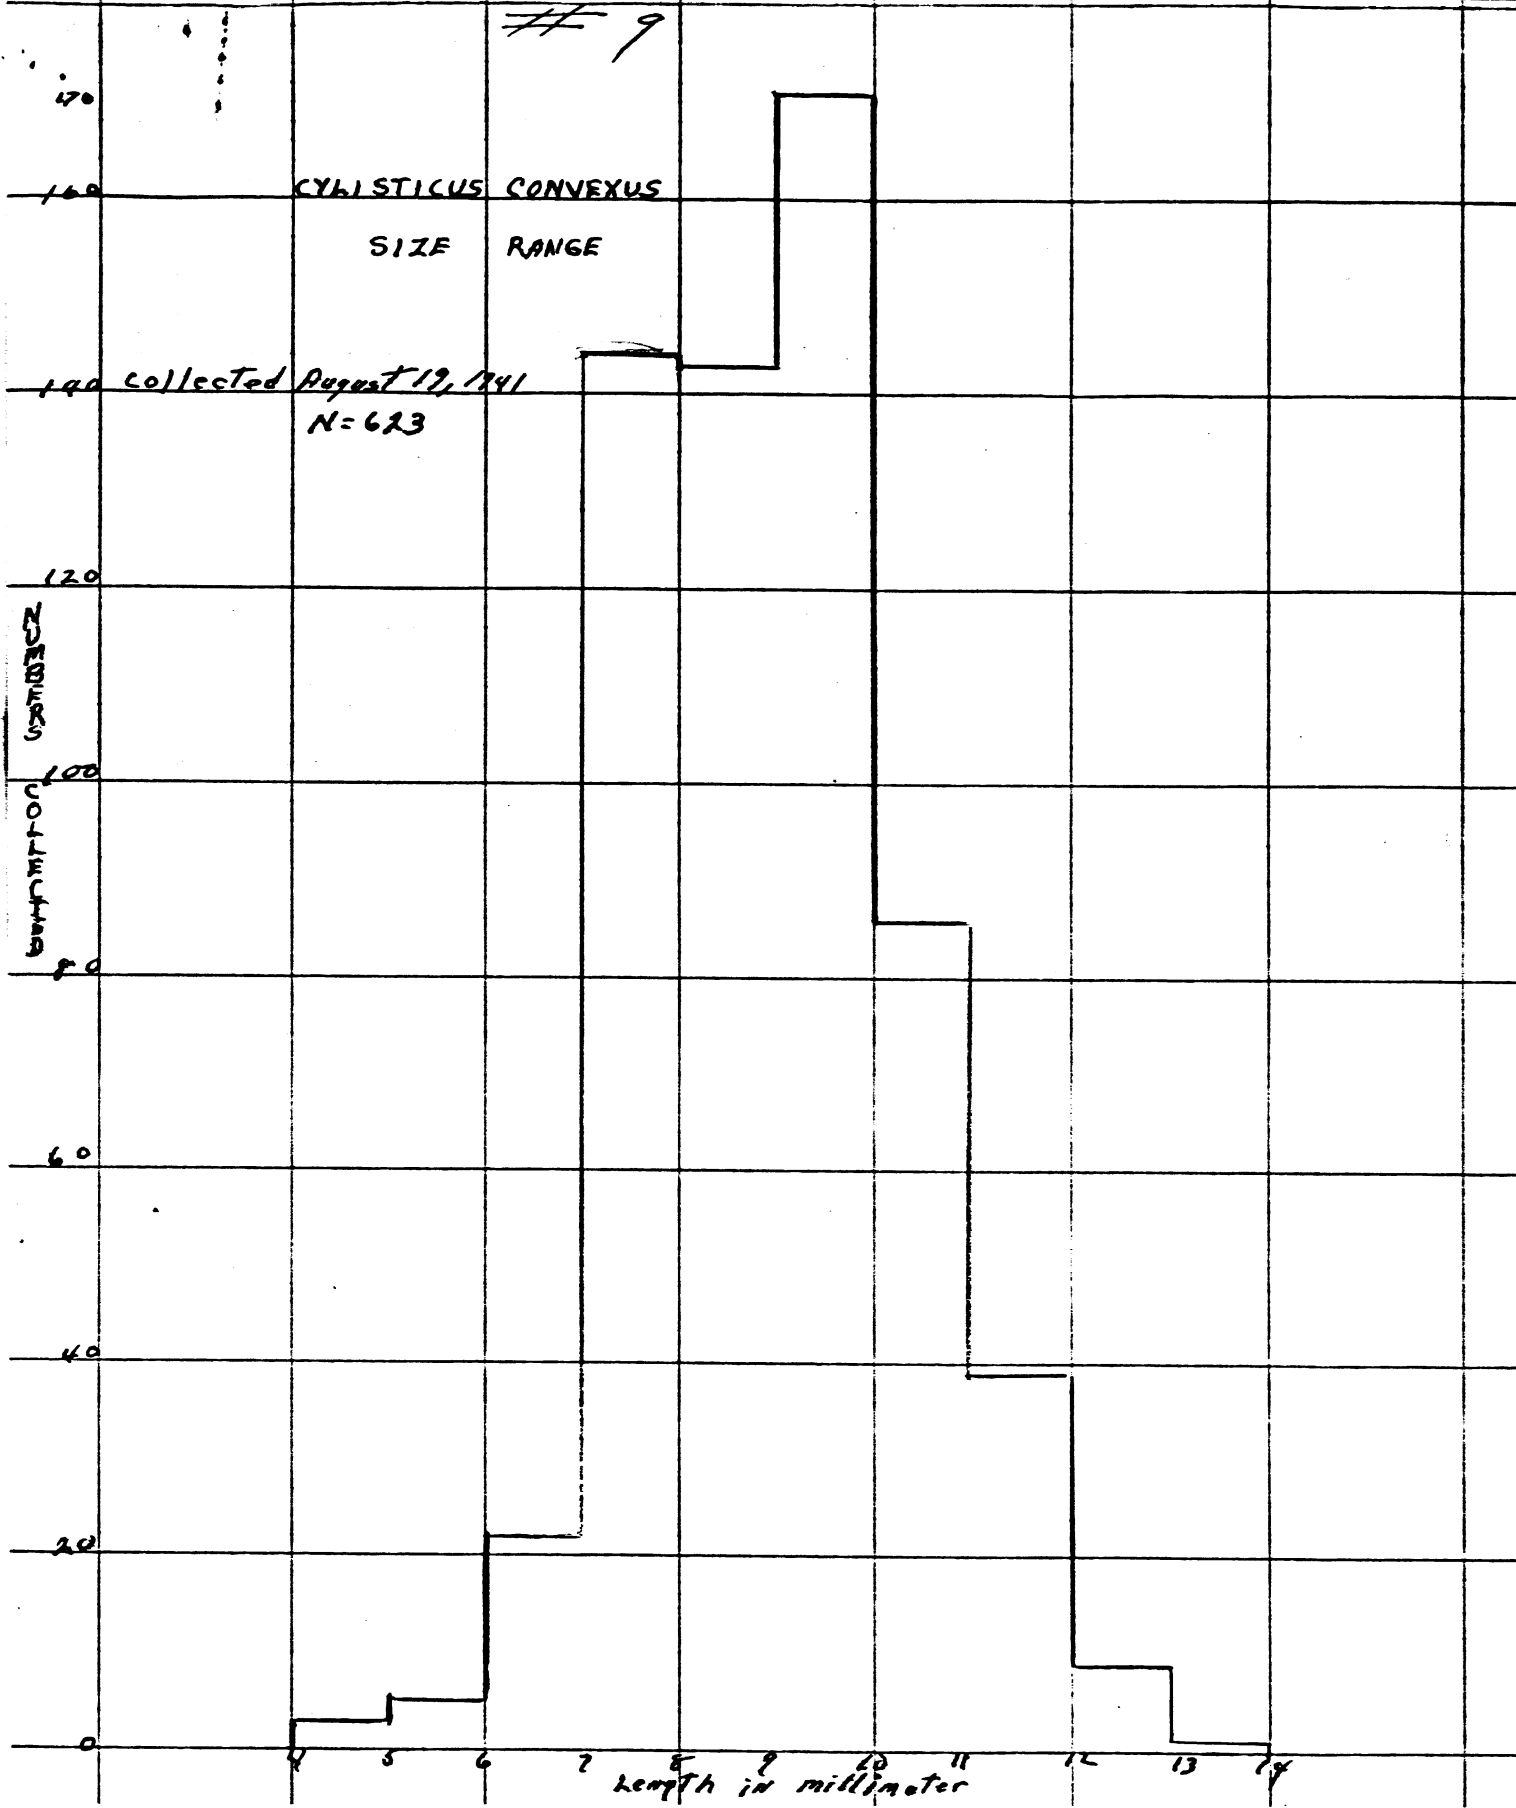 # 9
170
160
CYLISTICUS CONVEXUS
SIZE RANGE
140
collected August 19, 1941
N=623
120
NUMBERS COLLECTED
100
80
60
40
20
0
4 5 6 7 8 9 10 11 12 13 14
Length in millimeter